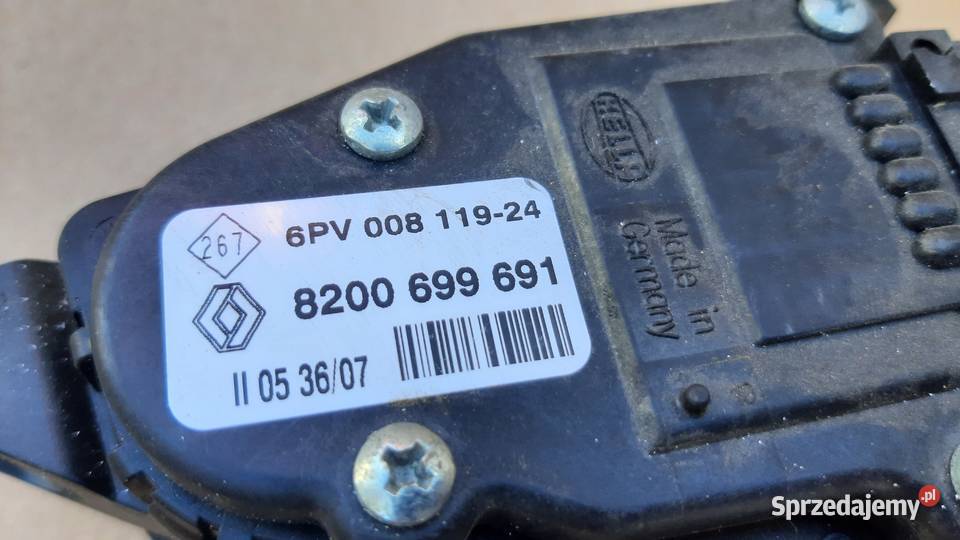 267
6PV 008 119-24
8200 699 691
II 05 36/07
HELLA
Made in
Germany
Sprzedajemy.pl